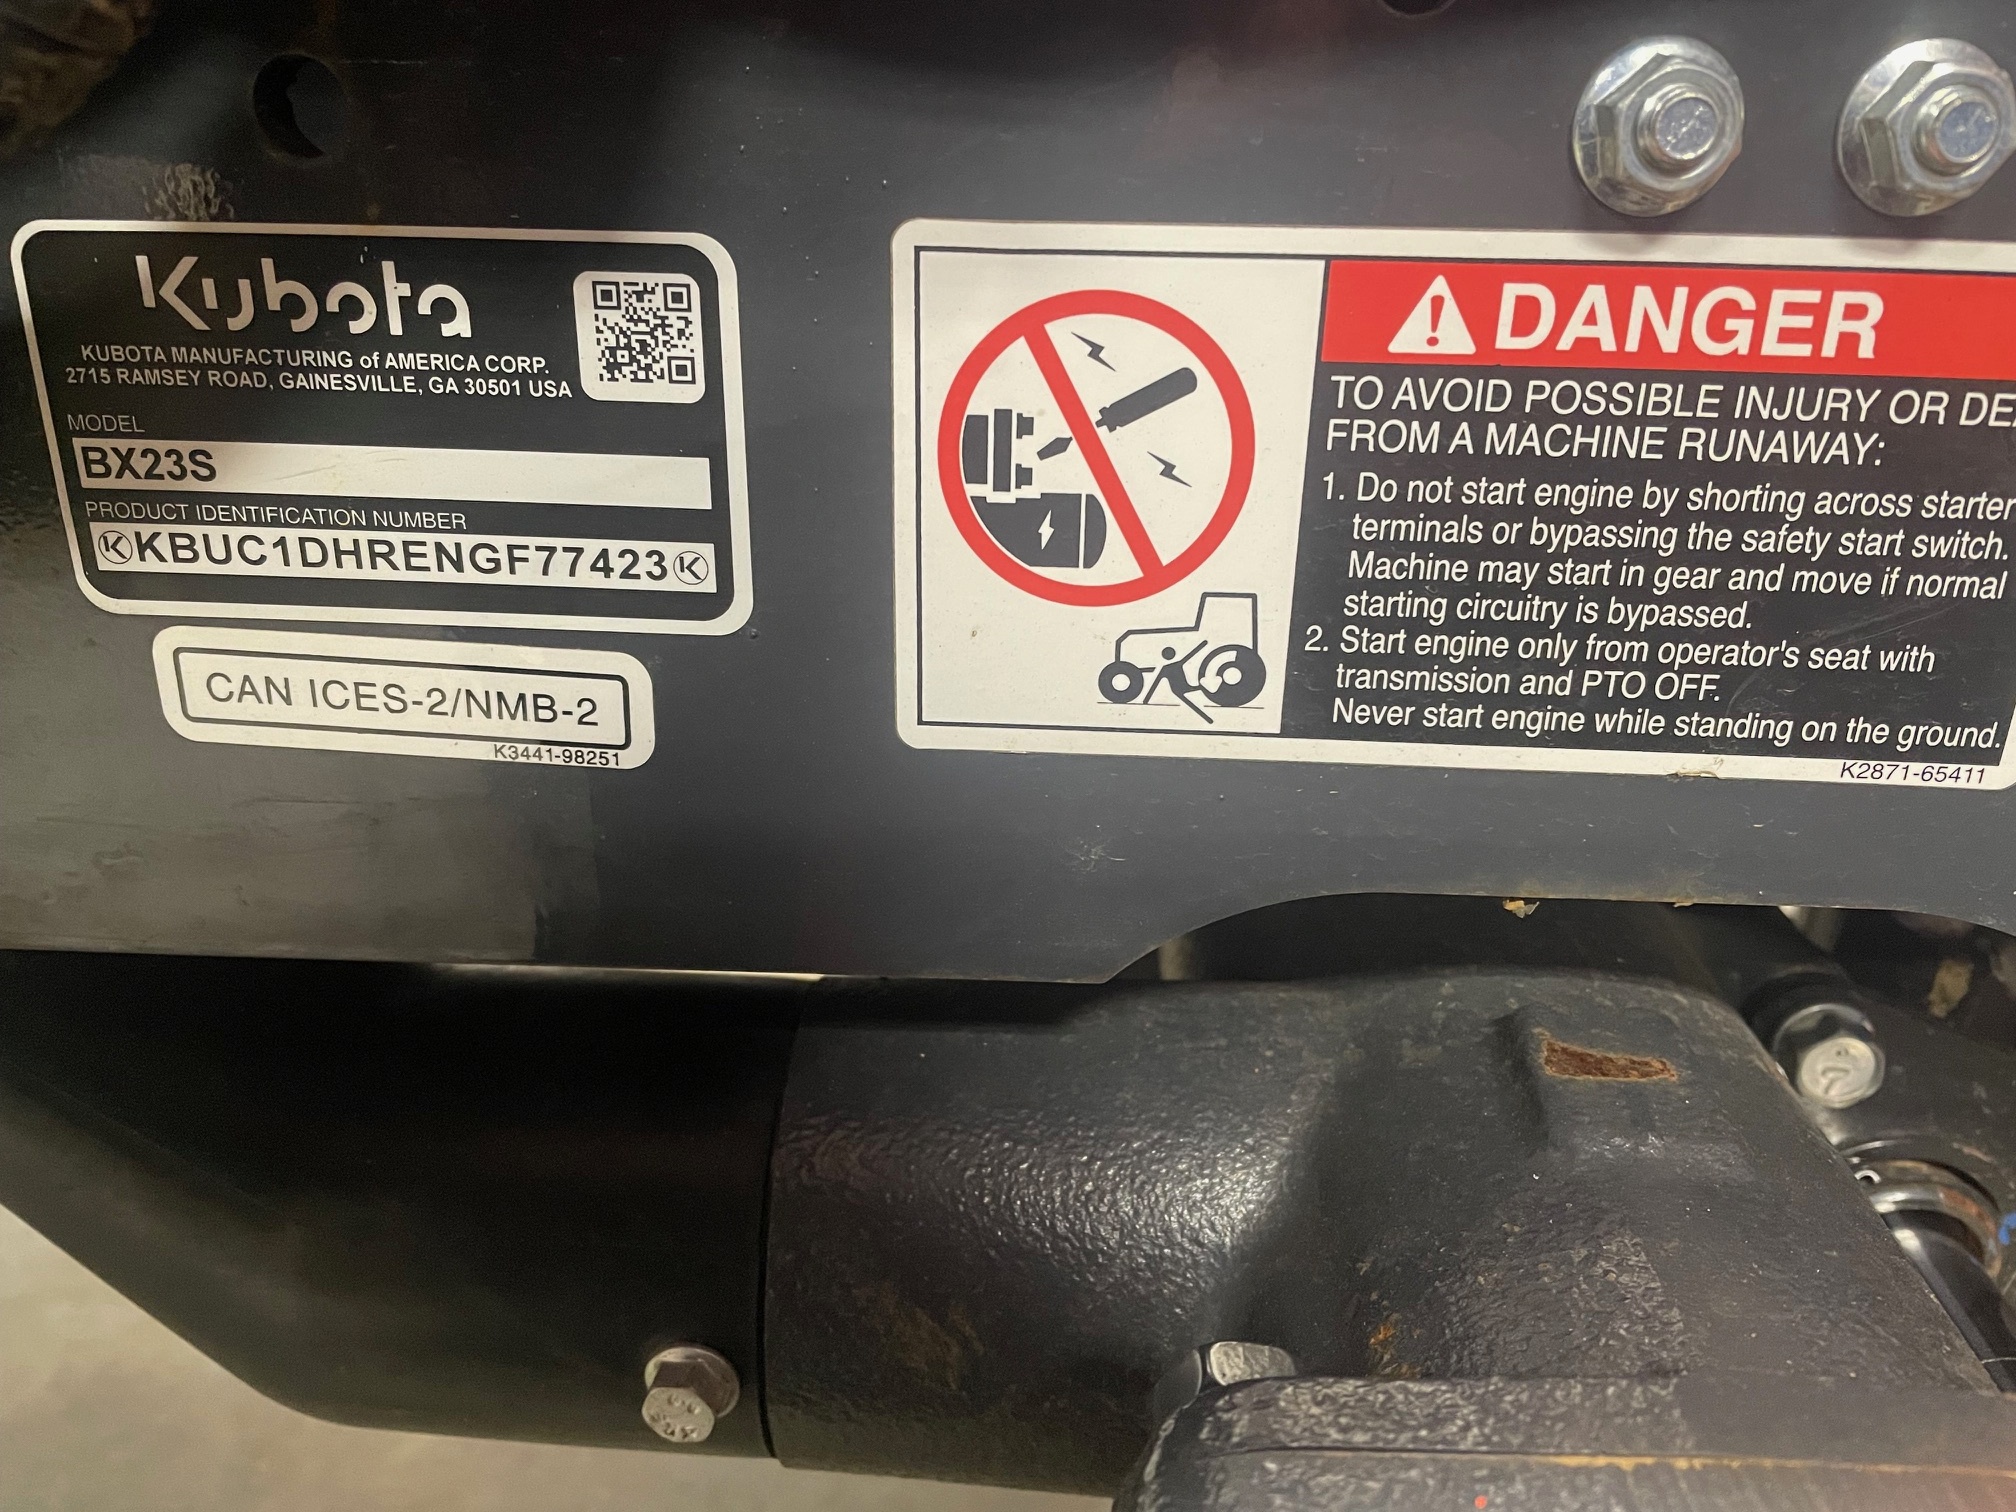 Kubota
KUBOTA MANUFACTURING of AMERICA CORP.
2715 RAMSEY ROAD, GAINESVILLE, GA 30501 USA
MODEL
BX23S
PRODUCT IDENTIFICATION NUMBER
KBUC1DHRENGF77423
CAN ICES-2/NMB-2
K3441-98251
DANGER
TO AVOID POSSIBLE INJURY OR
FROM A MACHINE RUNAWAY:
1. Do not start engine by shorting across starter
terminals or bypassing the safety start switch.
Machine may start in gear and move if normal
starting circuitry is bypassed.
2. Start engine only from operator's seat with
transmission and PTO OFF.
Never start engine while standing on the ground.
K2871-65411
7